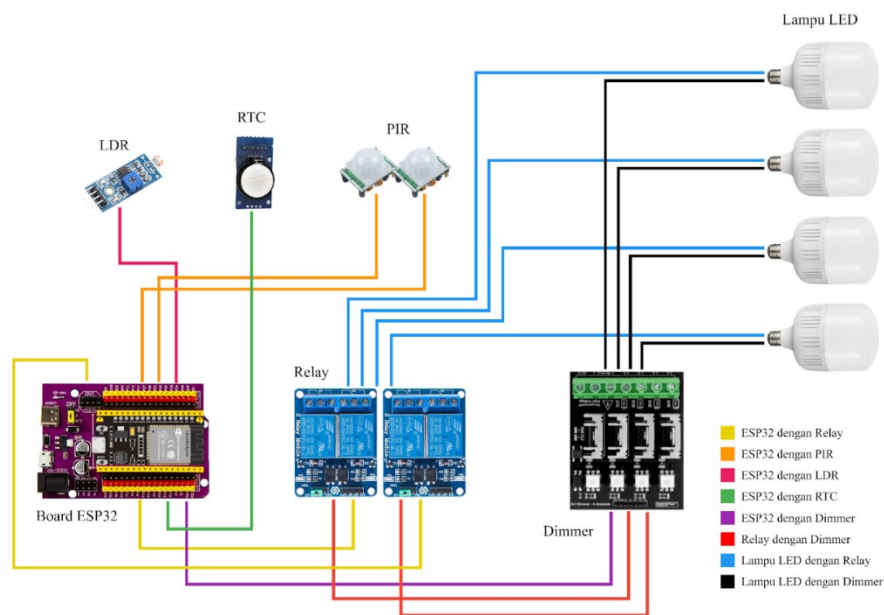 Lampu LED
RTC
PIR
LDR
Relay
Board ESP32
Dimmer
ESP32 dengan Relay
ESP32 dengan PIR
ESP32 dengan LDR
ESP32 dengan RTC
ESP32 dengan Dimmer
Relay dengan Dimmer
Lampu LED dengan Relay
Lampu LED dengan Dimmer